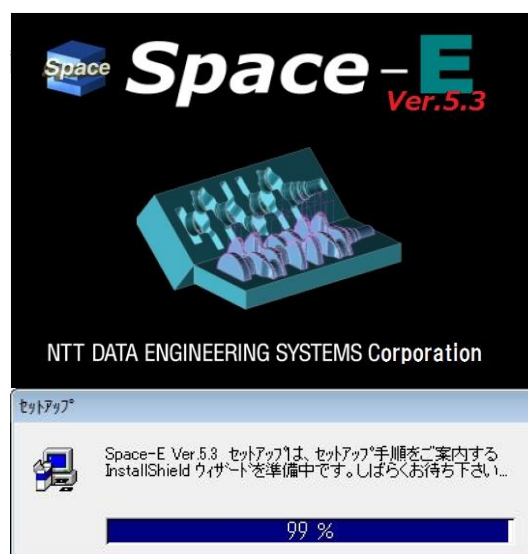 Space
Space-E
Ver.5.3
NTT DATA ENGINEERING SYSTEMS Corporation
ｾｯﾄｱｯﾌﾟ
Space-E Ver.5.3 ｾｯﾄｱｯﾌﾟは、ｾｯﾄｱｯﾌﾟ手順をご案内する
InstallShield ｳｨｻﾞｰﾄﾞを準備中です。しばらくお待ち下さい...
99 %